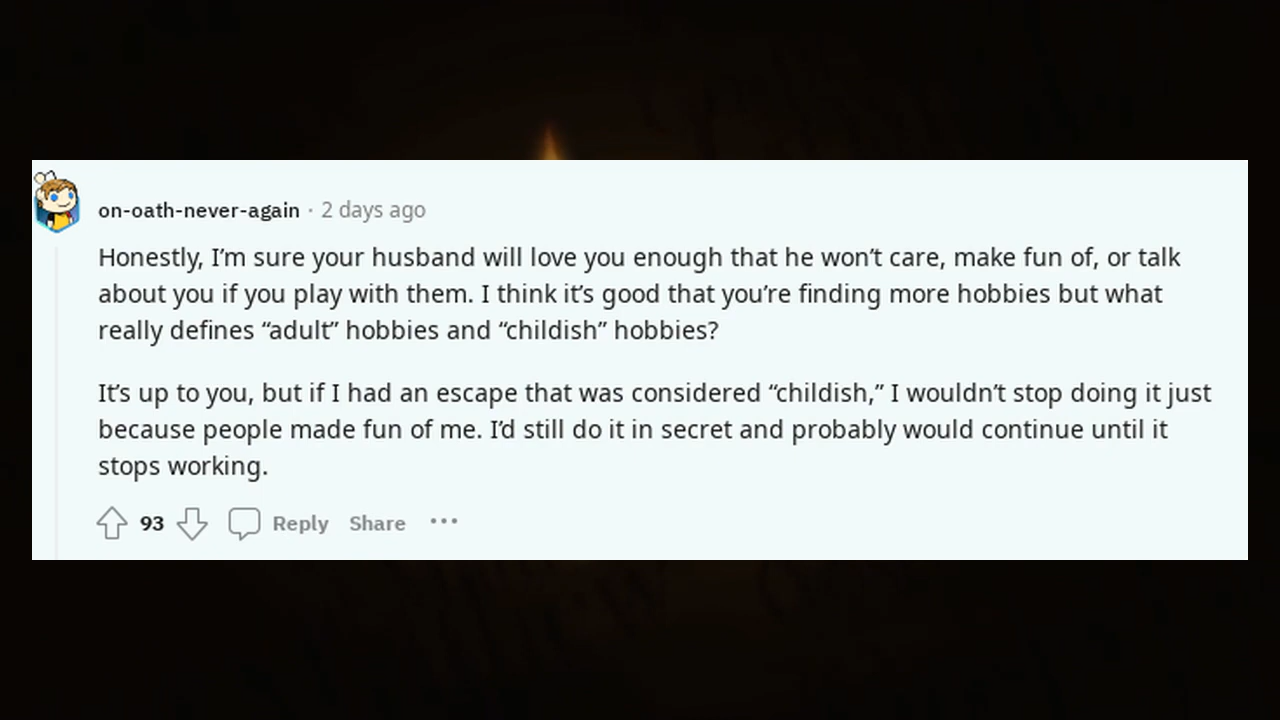 on-oath-never-again · 2 days ago
Honestly, I’m sure your husband will love you enough that he won’t care, make fun of, or talk
about you if you play with them. I think it’s good that you’re finding more hobbies but what
really defines “adult” hobbies and “childish” hobbies?
It’s up to you, but if I had an escape that was considered “childish,” I wouldn’t stop doing it just
because people made fun of me. I’d still do it in secret and probably would continue until it
stops working.
93 Reply Share •••